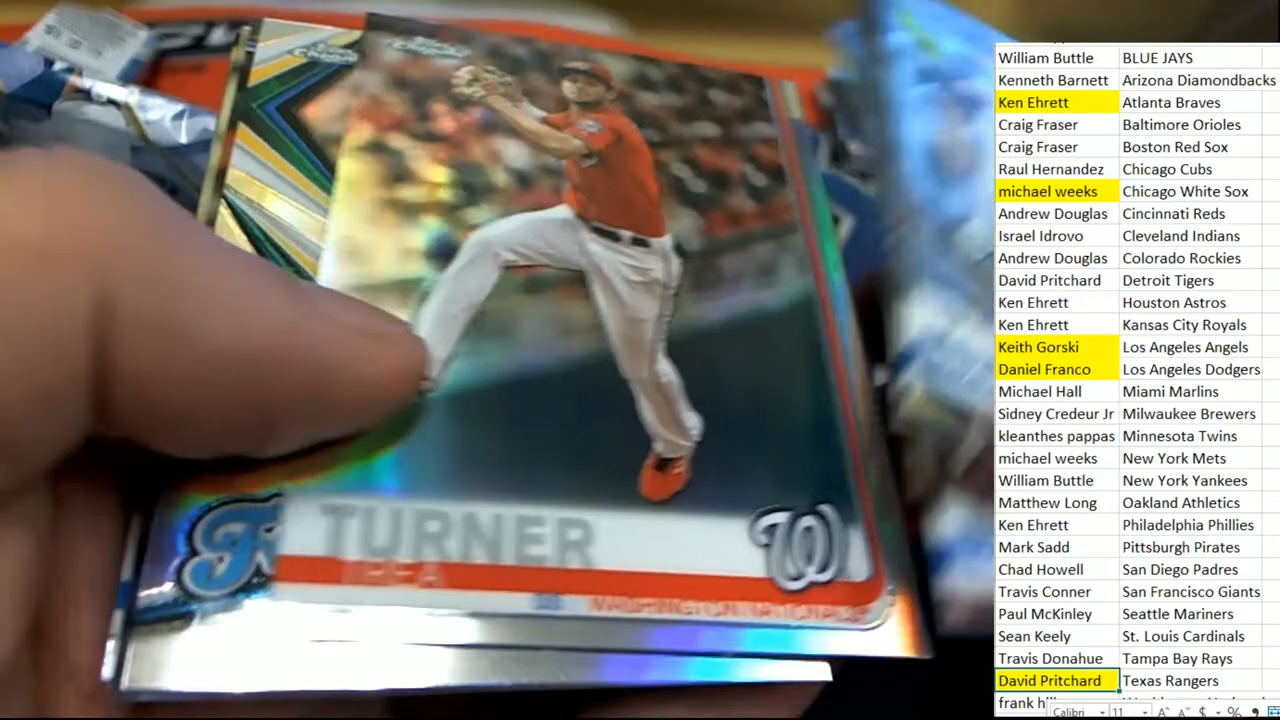 Topps Chrome
TURNER
TREA
WASHINGTON NATIONALS
W
William Buttle BLUE JAYS
Kenneth Barnett Arizona Diamondbacks
Ken Ehrett Atlanta Braves
Craig Fraser Baltimore Orioles
Craig Fraser Boston Red Sox
Raul Hernandez Chicago Cubs
michael weeks Chicago White Sox
Andrew Douglas Cincinnati Reds
Israel Idrovo Cleveland Indians
Andrew Douglas Colorado Rockies
David Pritchard Detroit Tigers
Ken Ehrett Houston Astros
Ken Ehrett Kansas City Royals
Keith Gorski Los Angeles Angels
Daniel Franco Los Angeles Dodgers
Michael Hall Miami Marlins
Sidney Credeur Jr Milwaukee Brewers
kleanthes pappas Minnesota Twins
michael weeks New York Mets
William Buttle New York Yankees
Matthew Long Oakland Athletics
Ken Ehrett Philadelphia Phillies
Mark Sadd Pittsburgh Pirates
Chad Howell San Diego Padres
Travis Conner San Francisco Giants
Paul McKinley Seattle Mariners
Sean Keely St. Louis Cardinals
Travis Donahue Tampa Bay Rays
David Pritchard Texas Rangers
frank
Calibri 11 A A $ % ,